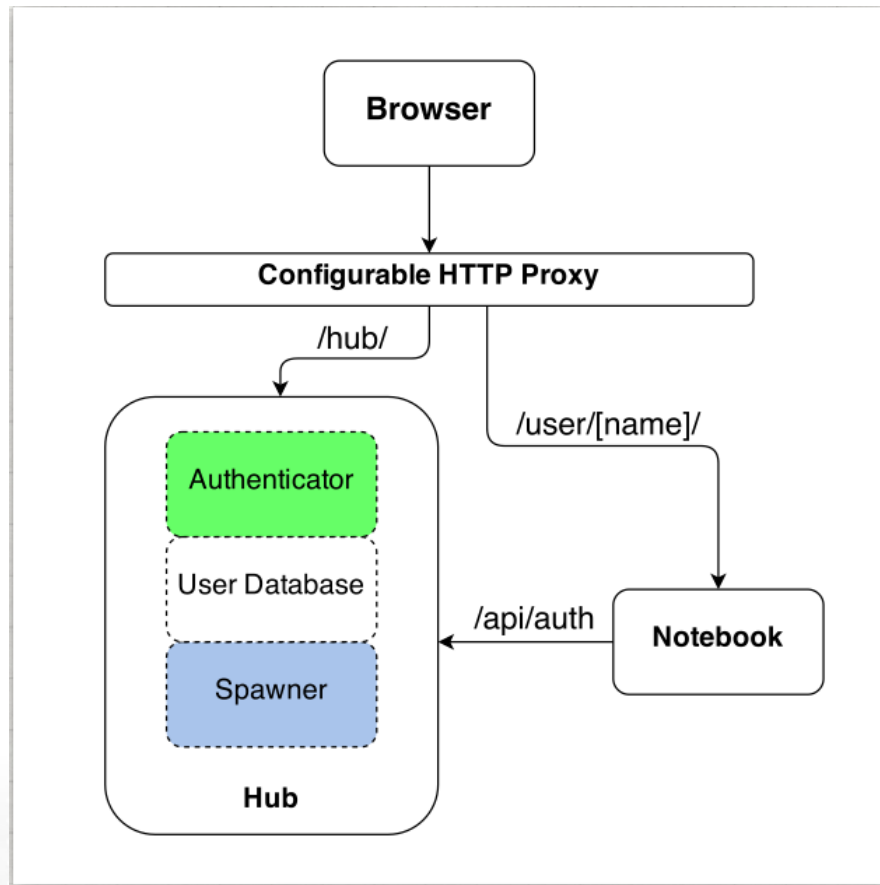 Browser
Configurable HTTP Proxy
/hub/
/user/[name]/
Authenticator
User Database
/api/auth
Notebook
Spawner
Hub